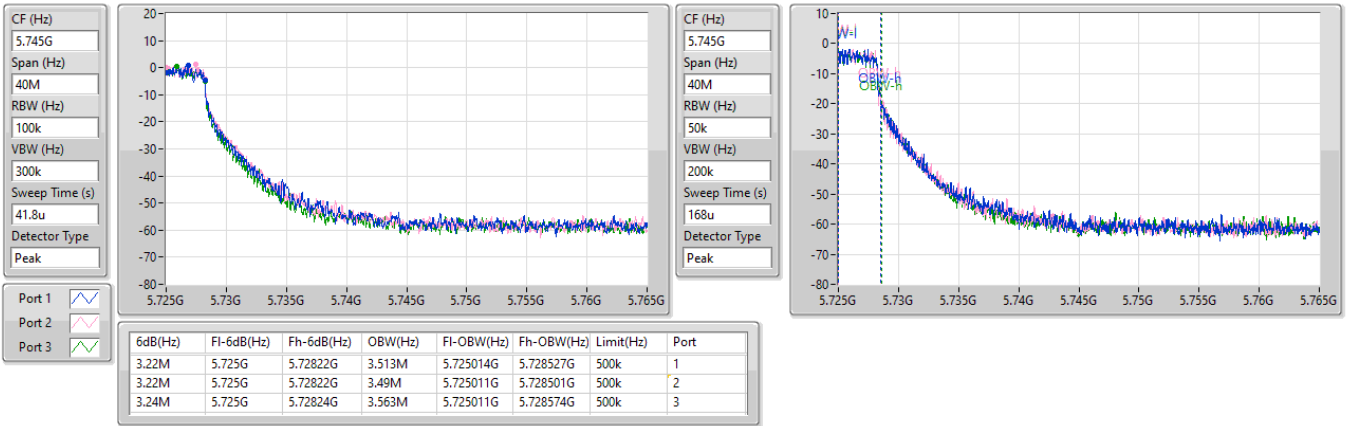 CF (Hz)
5.745G
Span (Hz)
40M
RBW (Hz)
100k
VBW (Hz)
300k
Sweep Time (s)
41.8u
Detector Type
Peak
Port 1
Port 2
Port 3
20
10
0
-10
-20
-30
-40
-50
-60
-70
-80
5.725G 5.73G 5.735G 5.74G 5.745G 5.75G 5.755G 5.76G 5.765G
CF (Hz)
5.745G
Span (Hz)
40M
RBW (Hz)
50k
VBW (Hz)
200k
Sweep Time (s)
168u
Detector Type
Peak
10
0
-10
-20
-30
-40
-50
-60
-70
-80
W-l
OBW-h
OBW-h
5.725G 5.73G 5.735G 5.74G 5.745G 5.75G 5.755G 5.76G 5.765G
6dB(Hz) Fl-6dB(Hz) Fh-6dB(Hz) OBW(Hz) Fl-OBW(Hz) Fh-OBW(Hz) Limit(Hz) Port
3.22M 5.725G 5.72822G 3.513M 5.725014G 5.728527G 500k 1
3.22M 5.725G 5.72822G 3.49M 5.725011G 5.728501G 500k 2
3.24M 5.725G 5.72824G 3.563M 5.725011G 5.728574G 500k 3